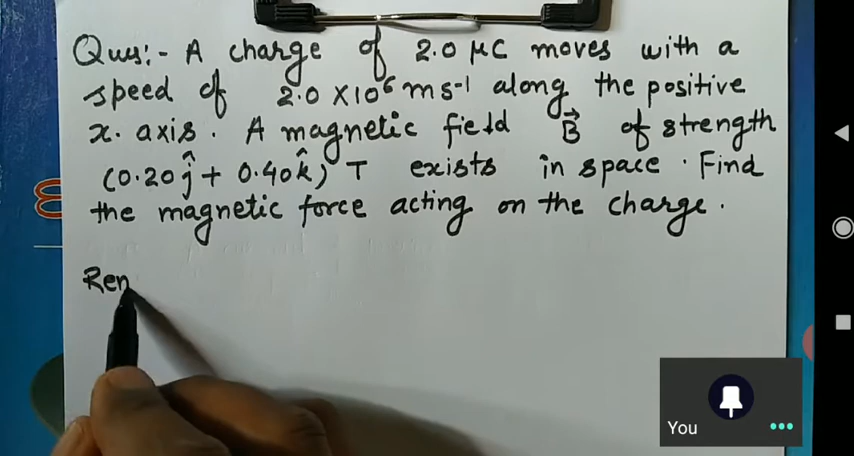 Ques:- A charge of 2.0 μC moves with a
speed of 2.0 X10⁶ ms⁻¹ along the positive
x. axis. A magnetic field B⃗ of strength
(0.20ĵ + 0.40k̂) T exists in space. Find
the magnetic force acting on the charge.
Ren
You